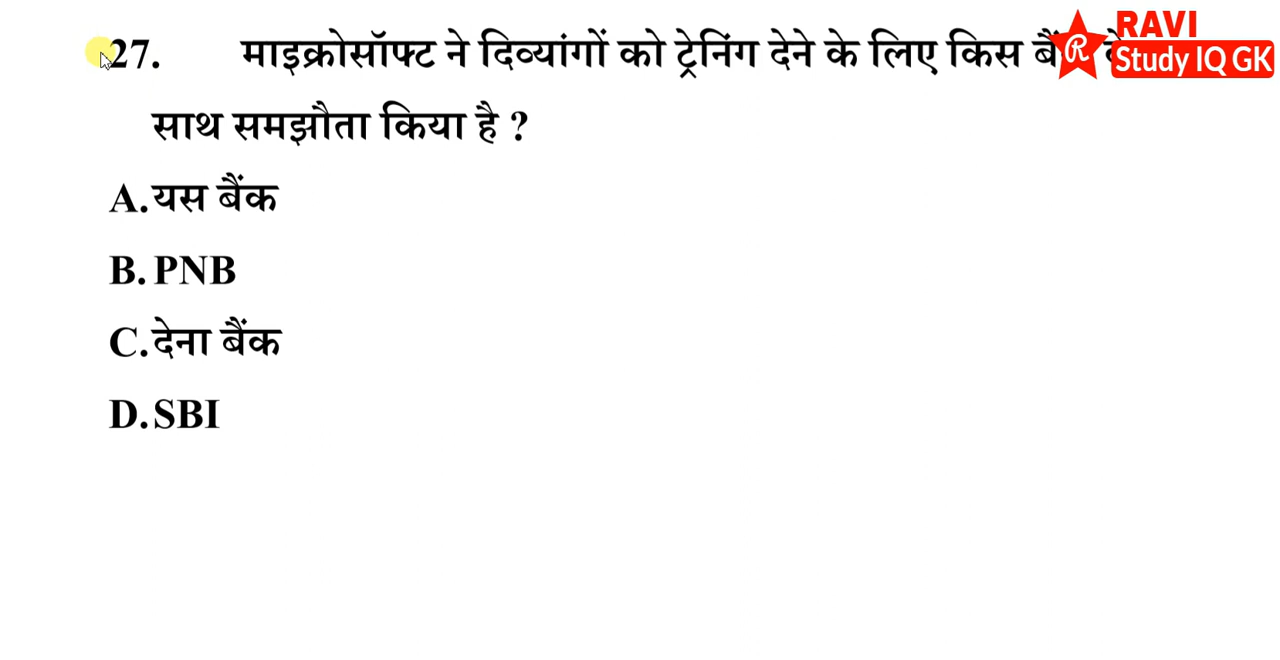 27. माइक्रोसॉफ्ट ने दिव्यांगों को ट्रेनिंग देने के लिए किस
साथ समझौता किया है ?
A. यस बैंक
B. PNB
C. देना बैंक
D. SBI
R
RAVI
Study IQ GK